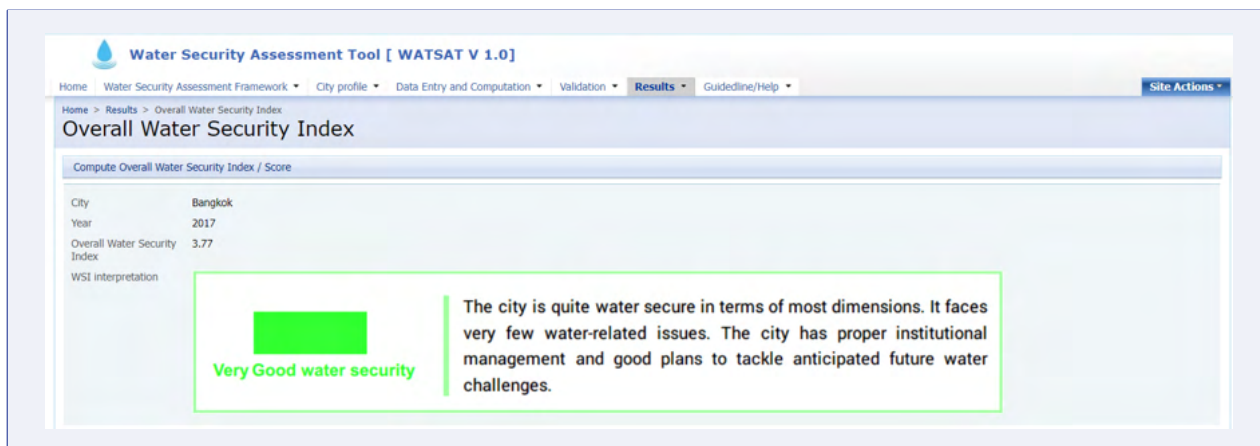 Water Security Assessment Tool [ WATSAT V 1.0]
Home Water Security Assessment Framework City profile Data Entry and Computation Validation Results Guidedline/Help Site Actions
Home > Results > Overall Water Security Index
Overall Water Security Index
Compute Overall Water Security Index / Score
City Bangkok
Year 2017
Overall Water Security 3.77
Index
WSI interpretation
The city is quite water secure in terms of most dimensions. It faces
very few water-related issues. The city has proper institutional
management and good plans to tackle anticipated future water
challenges.
Very Good water security